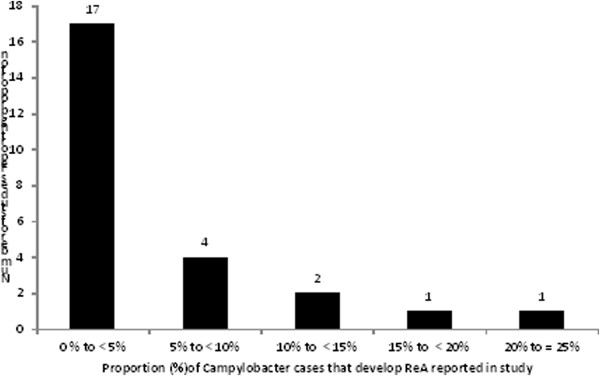 18
16
14
12
10
8
6
4
2
0
17
4
2
1
1
0 % to < 5%
5% to < 10%
10% to < 15%
15% to < 20%
20% to = 25%
Proportion (%)of Campylobacter cases that develop ReA reported in study